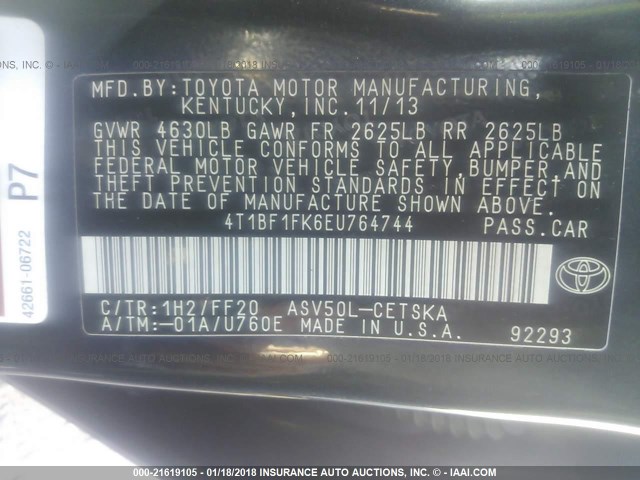 MFD.BY:TOYOTA MOTOR MANUFACTURING,
KENTUCKY,INC.11/13
GVWR 4630LB GAWR FR 2625LB RR 2625LB
THIS VEHICLE CONFORMS TO ALL APPLICABLE
FEDERAL MOTOR VEHICLE SAFETY,BUMPER,AND
THEFT PREVENTION STANDARDS IN EFFECT ON
THE DATE OF MANUFACTURE SHOWN ABOVE.
4T1BF1FK6EU764744 PASS.CAR
C/TR:1H2/FF20 ASV50L-CETSKA
A/TM:-01A/U760E MADE IN U.S.A. 92293
TOYOTA
P7
42661-06722
000-21619105 - 01/18/2018 INSURANCE AUTO AUCTIONS, INC. - © IAAI.COM